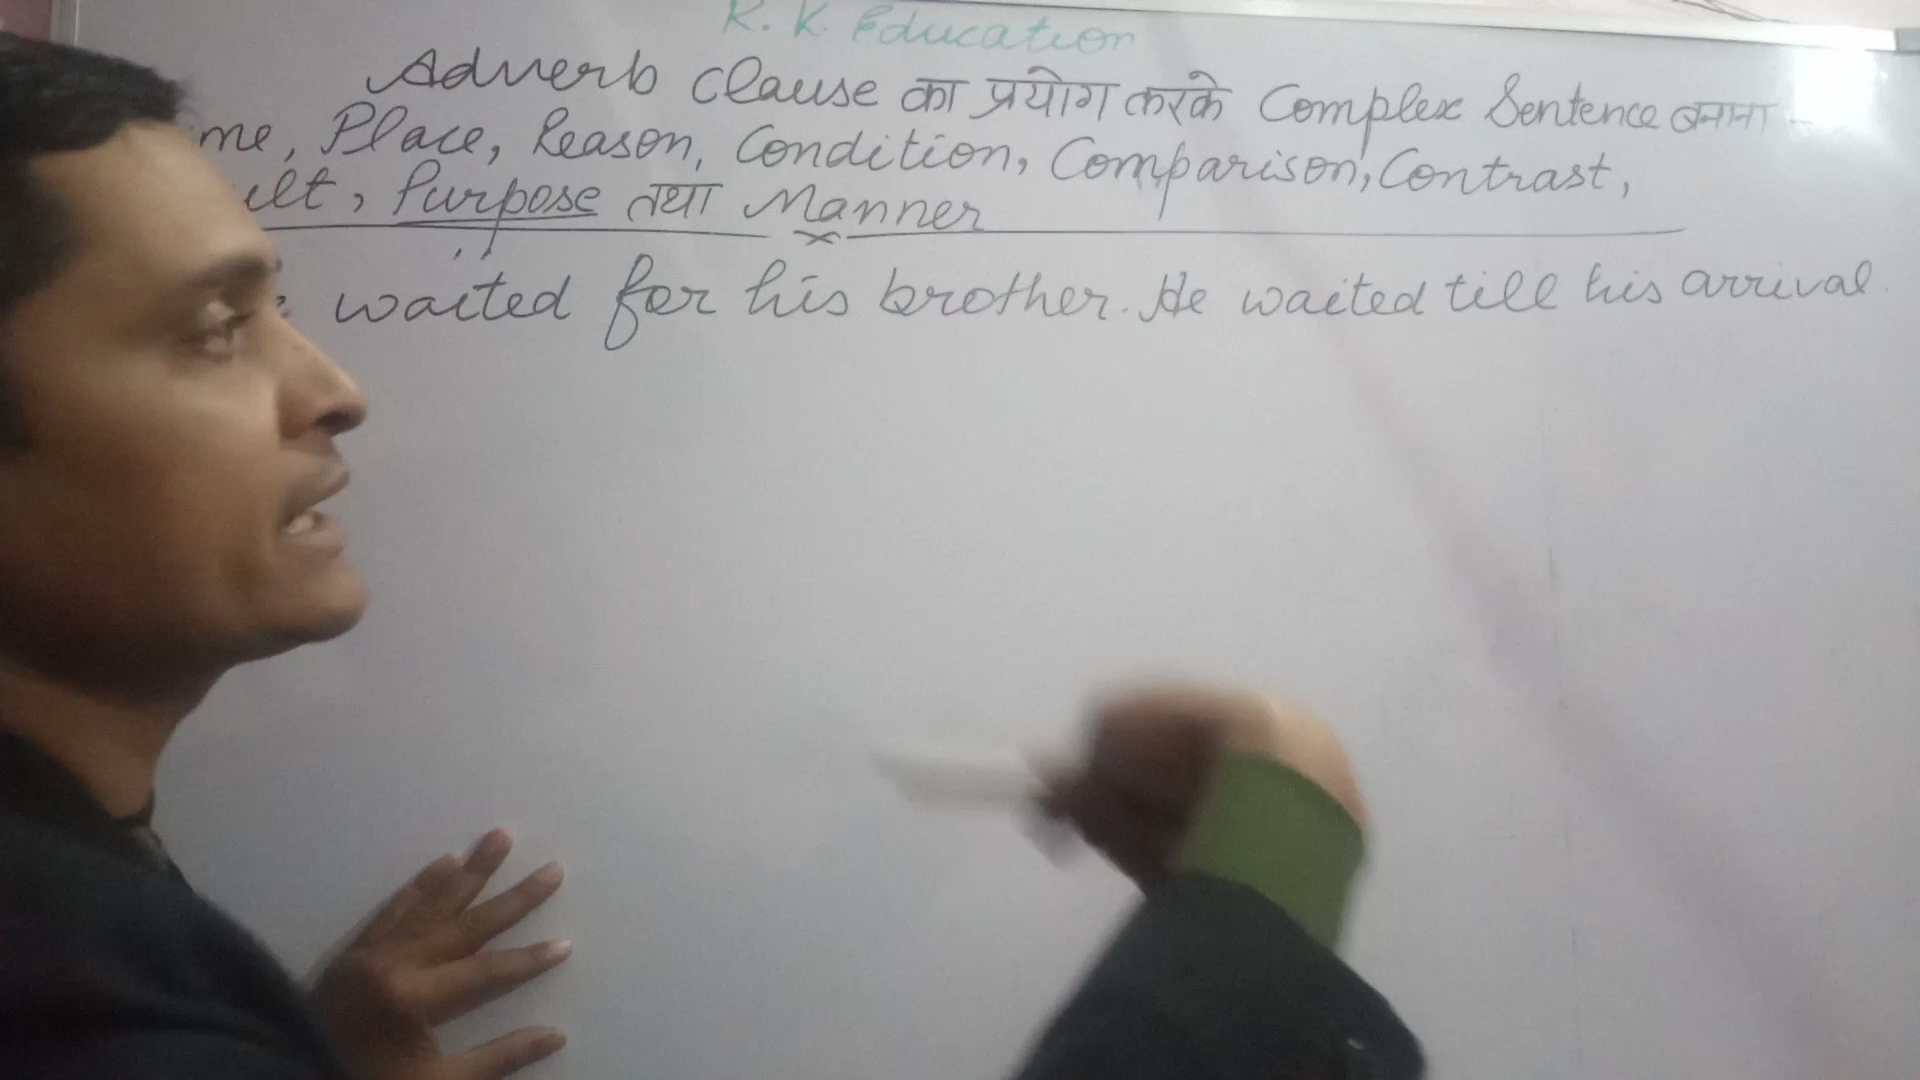 R. K. Education
Adverb clause का प्रयोग करके Complex Sentence बनाना -
me, Place, Reason, Condition, Comparison, Contrast,
ult, Purpose तथा Manner
waited for his brother. He waited till his arrival.